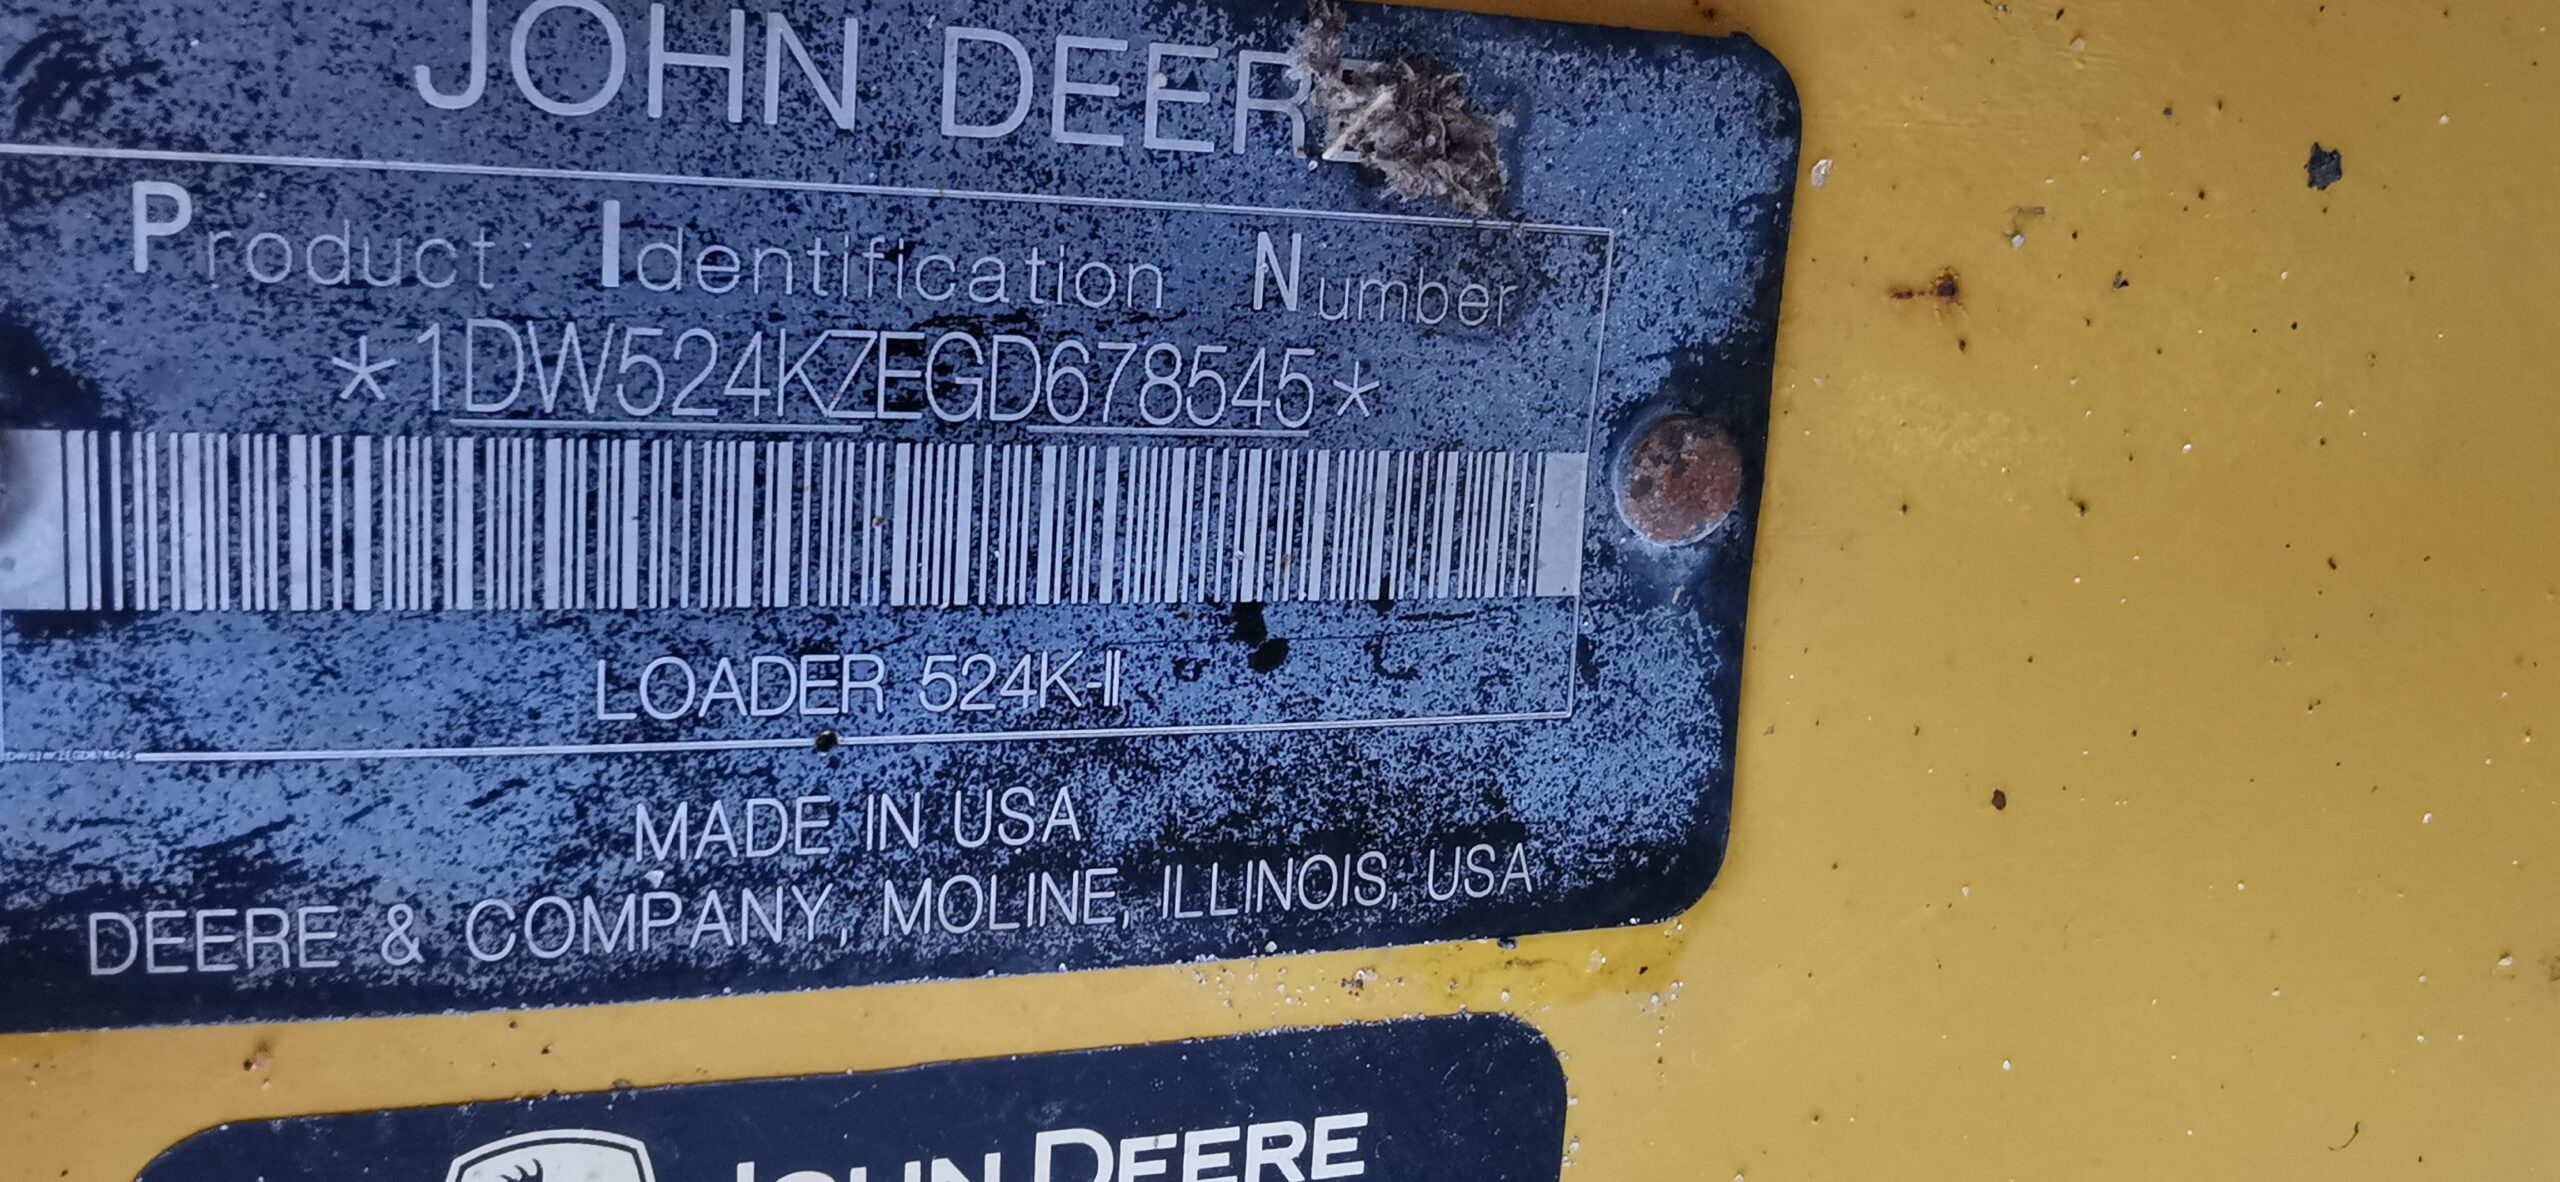 JOHN DEERE
Product Identification Number
*1DW524KZEGD678545*
LOADER 524K-II
MADE IN USA
DEERE & COMPANY, MOLINE, ILLINOIS, USA
JOHN DEERE